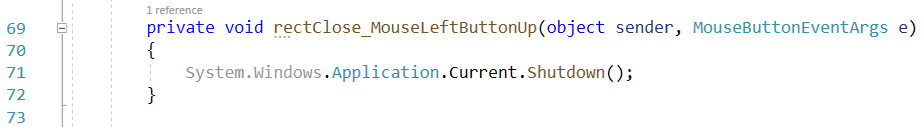 1 reference
69 private void rectClose_MouseLeftButtonUp(object sender, MouseButtonEventArgs e)
70 {
71 System.Windows.Application.Current.Shutdown();
72 }
73